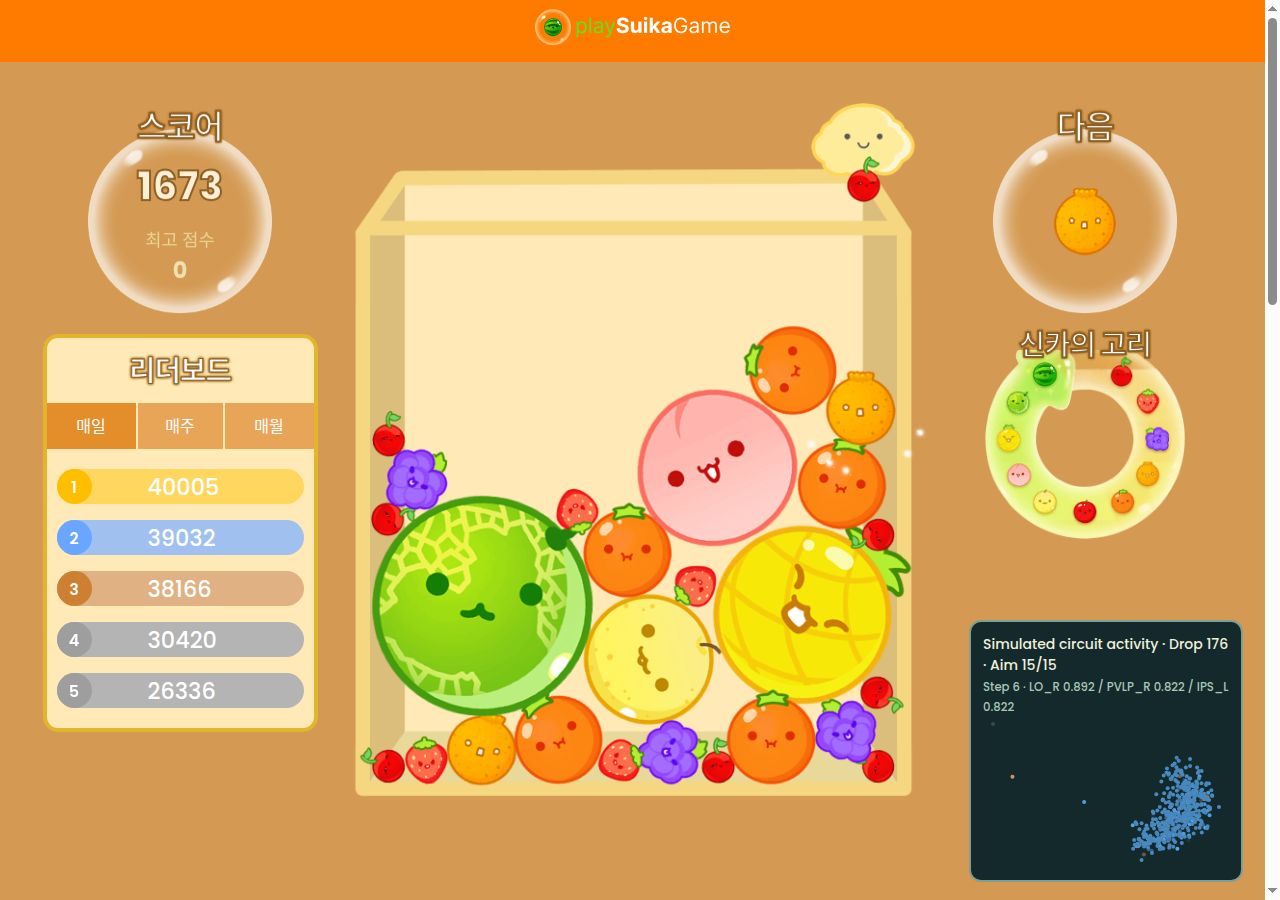 playSuikaGame
스코어
1673
최고 점수
0
리더보드
매일 매주 매월
1 40005
2 39032
3 38166
4 30420
5 26336
다음
신카의 고리
Simulated circuit activity · Drop 176
· Aim 15/15
Step 6 · LO_R 0.892 / PVLP_R 0.822 / IPS_L
0.822